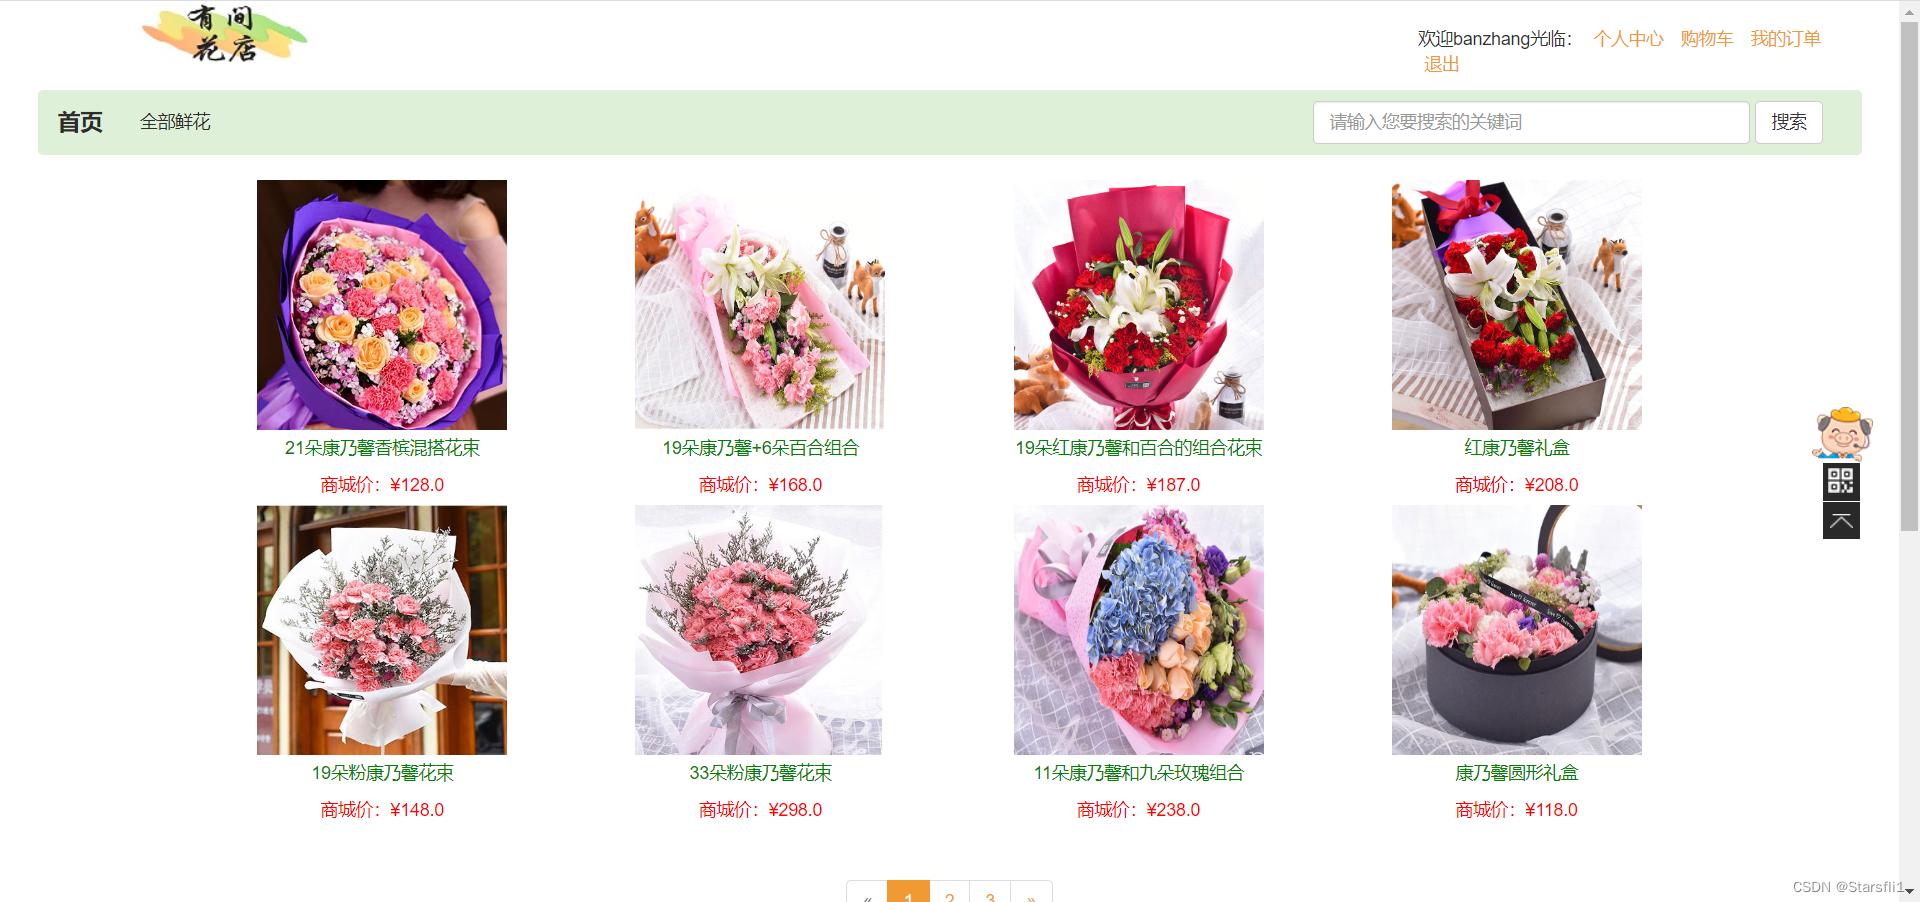 有间
花店
欢迎banzhang光临： 个人中心 购物车 我的订单
退出
首页 全部鲜花 请输入您要搜索的关键词 搜索
21朵康乃馨香槟混搭花束 19朵康乃馨+6朵百合组合 19朵红康乃馨和百合的组合花束 红康乃馨礼盒
商城价：¥128.0 商城价：¥168.0 商城价：¥187.0 商城价：¥208.0
19朵粉康乃馨花束 33朵粉康乃馨花束 11朵康乃馨和九朵玫瑰组合 康乃馨圆形礼盒
商城价：¥148.0 商城价：¥298.0 商城价：¥238.0 商城价：¥118.0
« 1 2 3 »
CSDN @Starsfli1